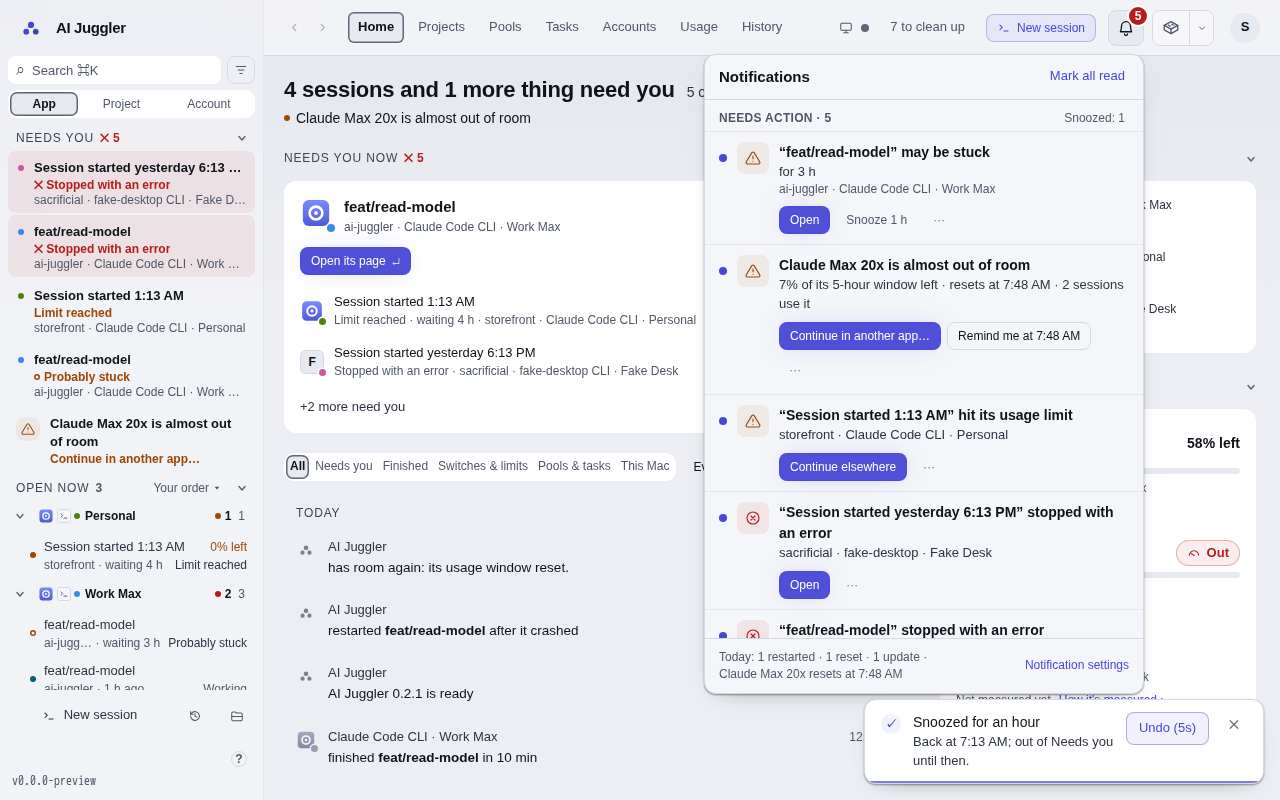 AI Juggler
Search ⌘K
App
Project
Account
NEEDS YOU 5
Session started yesterday 6:13 …
Stopped with an error
sacrificial · fake-desktop CLI · Fake D…
feat/read-model
Stopped with an error
ai-juggler · Claude Code CLI · Work …
Session started 1:13 AM
Limit reached
storefront · Claude Code CLI · Personal
feat/read-model
Probably stuck
ai-juggler · Claude Code CLI · Work …
Claude Max 20x is almost out
of room
Continue in another app…
OPEN NOW 3
Your order
Personal
1 1
Session started 1:13 AM
0% left
storefront · waiting 4 h
Limit reached
Work Max
2 3
feat/read-model
ai-jugg… · waiting 3 h
Probably stuck
feat/read-model
ai-juggler · 1 h ago
Working
New session
?
v0.0.0-preview
Home
Projects
Pools
Tasks
Accounts
Usage
History
7 to clean up
New session
5
S
4 sessions and 1 more thing need you
Claude Max 20x is almost out of room
NEEDS YOU NOW 5
feat/read-model
ai-juggler · Claude Code CLI · Work Max
Open its page
Session started 1:13 AM
Limit reached · waiting 4 h · storefront · Claude Code CLI · Personal
F
Session started yesterday 6:13 PM
Stopped with an error · sacrificial · fake-desktop CLI · Fake Desk
+2 more need you
All
Needs you
Finished
Switches & limits
Pools & tasks
This Mac
TODAY
AI Juggler
has room again: its usage window reset.
AI Juggler
restarted feat/read-model after it crashed
AI Juggler
AI Juggler 0.2.1 is ready
Claude Code CLI · Work Max
finished feat/read-model in 10 min
12
Notifications
Mark all read
NEEDS ACTION · 5
Snoozed: 1
“feat/read-model” may be stuck
for 3 h
ai-juggler · Claude Code CLI · Work Max
Open
Snooze 1 h
···
Claude Max 20x is almost out of room
7% of its 5-hour window left · resets at 7:48 AM · 2 sessions
use it
Continue in another app…
Remind me at 7:48 AM
···
“Session started 1:13 AM” hit its usage limit
storefront · Claude Code CLI · Personal
Continue elsewhere
···
“Session started yesterday 6:13 PM” stopped with
an error
sacrificial · fake-desktop · Fake Desk
Open
···
“feat/read-model” stopped with an error
Today: 1 restarted · 1 reset · 1 update ·
Claude Max 20x resets at 7:48 AM
Notification settings
Max
Desk
58% left
Out
Not measured yet. How it's measured
Snoozed for an hour
Back at 7:13 AM; out of Needs you
until then.
Undo (5s)